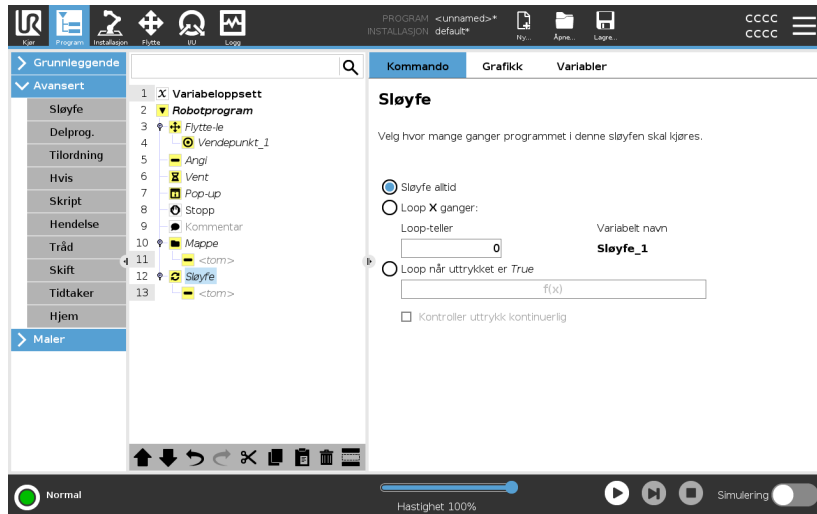 UR
Kjør
Program
Installasjon
Flytte
I/U
Logg
PROGRAM <unnamed>*
INSTALLASJON default*
Ny...
Åpne...
Lagre...
cccc
cccc
Grunnleggende
Avansert
Sløyfe
Delprog.
Tilordning
Hvis
Skript
Hendelse
Tråd
Skift
Tidtaker
Hjem
Maler
1 X Variabeloppsett
2 Robotprogram
3 Flytte-le
4 Vendepunkt_1
5 Angi
6 Vent
7 Pop-up
8 Stopp
9 Kommentar
10 Mappe
11 <tom>
12 Sløyfe
13 <tom>
Kommando
Grafikk
Variabler
Sløyfe
Velg hvor mange ganger programmet i denne sløyfen skal kjøres.
Sløyfe alltid
Loop X ganger:
Loop-teller
Variabelt navn
0
Sløyfe_1
Loop når uttrykket er True
f(x)
Kontroller uttrykk kontinuerlig
Normal
Hastighet 100%
Simulering